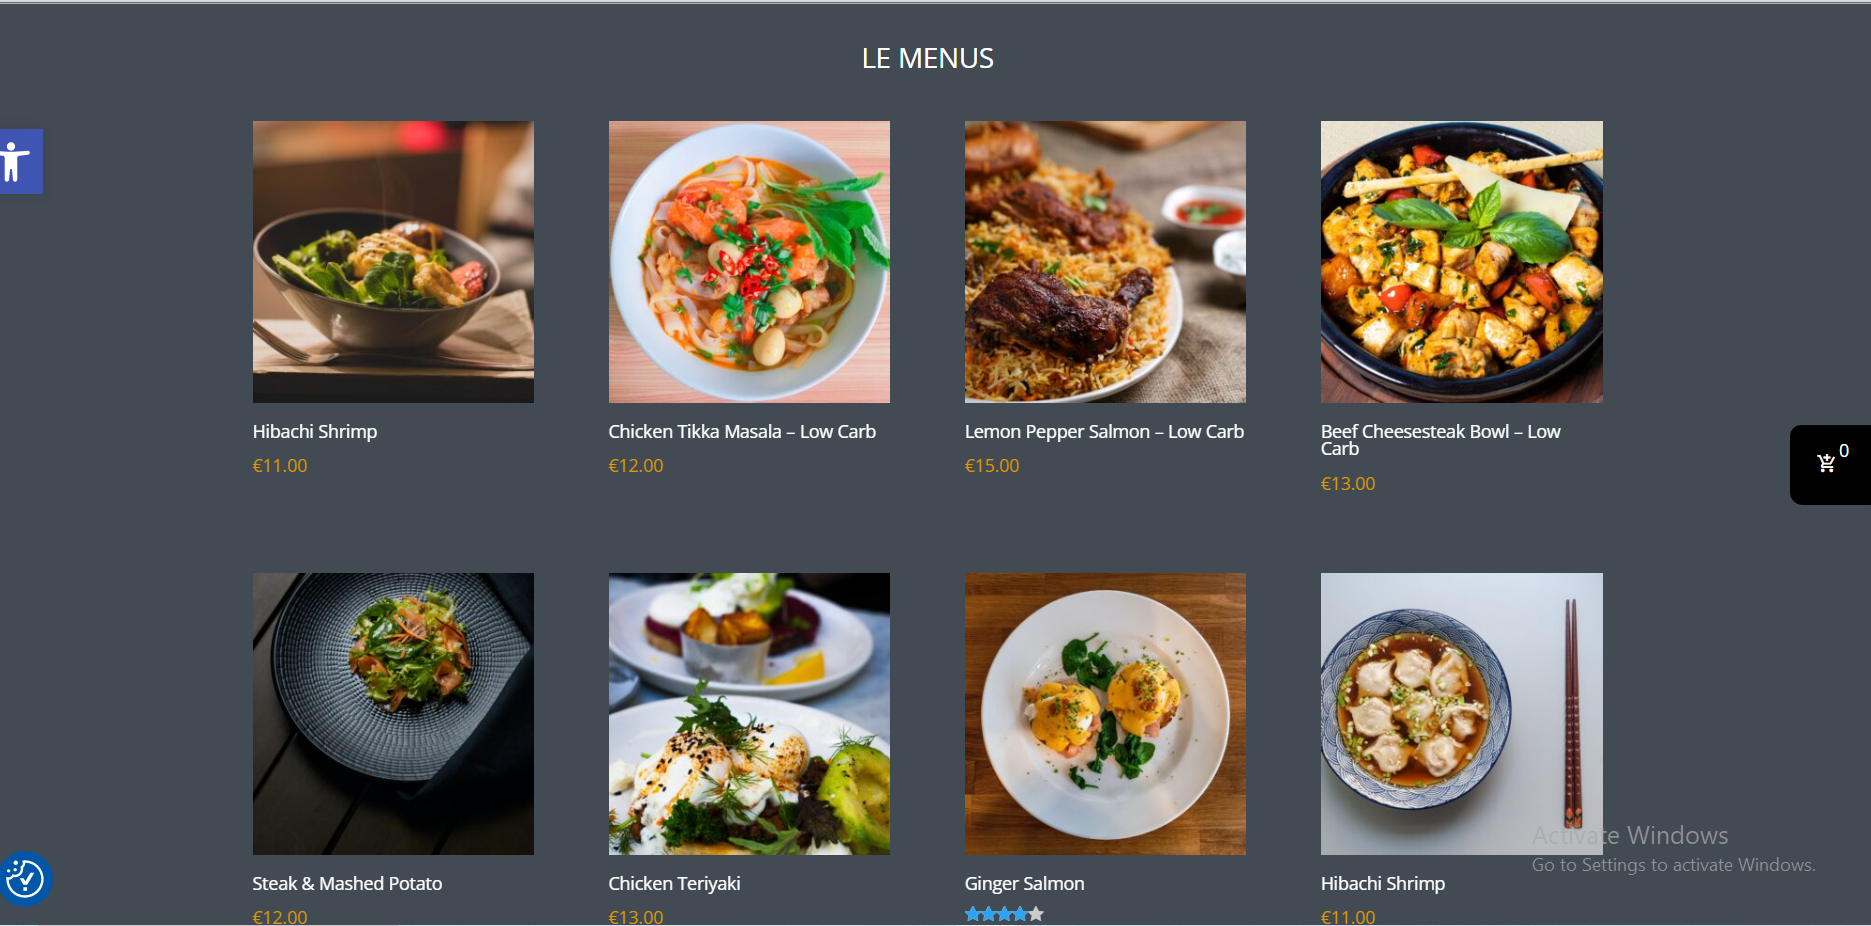 LE MENUS
Hibachi Shrimp
€11.00
Chicken Tikka Masala – Low Carb
€12.00
Lemon Pepper Salmon – Low Carb
€15.00
Beef Cheesesteak Bowl – Low
Carb
€13.00
0
Steak & Mashed Potato
€12.00
Chicken Teriyaki
€13.00
Ginger Salmon
Hibachi Shrimp
€11.00
Activate Windows
Go to Settings to activate Windows.